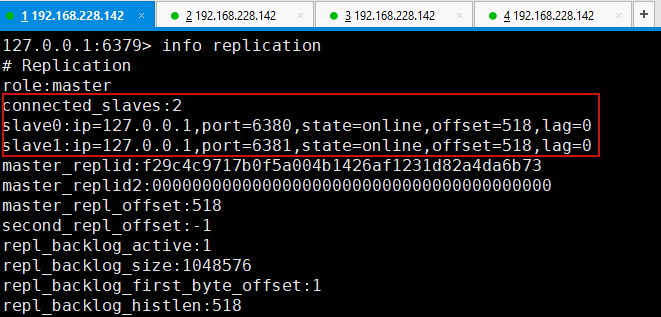 1 192.168.228.142 × 2 192.168.228.142 × 3 192.168.228.142 × 4 192.168.228.142 × +
127.0.0.1:6379> info replication
# Replication
role:master
connected_slaves:2
slave0:ip=127.0.0.1,port=6380,state=online,offset=518,lag=0
slave1:ip=127.0.0.1,port=6381,state=online,offset=518,lag=0
master_replid:f29c4c9717b0f5a004b1426af1231d82a4da6b73
master_replid2:0000000000000000000000000000000000000000
master_repl_offset:518
second_repl_offset:-1
repl_backlog_active:1
repl_backlog_size:1048576
repl_backlog_first_byte_offset:1
repl_backlog_histlen:518